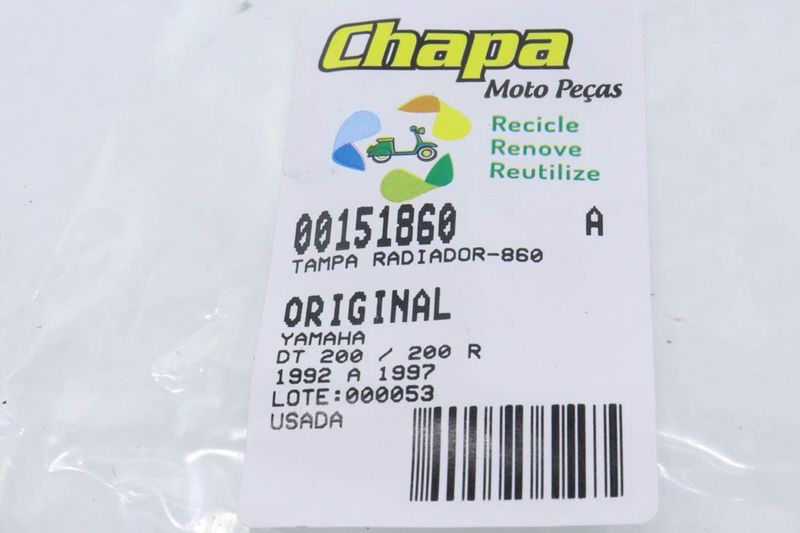 Chapa
Moto Peças
Recicle
Renove
Reutilize
00151860 A
TAMPA RADIADOR-860
ORIGINAL
YAMAHA
DT 200 / 200 R
1992 A 1997
LOTE:000053
USADA